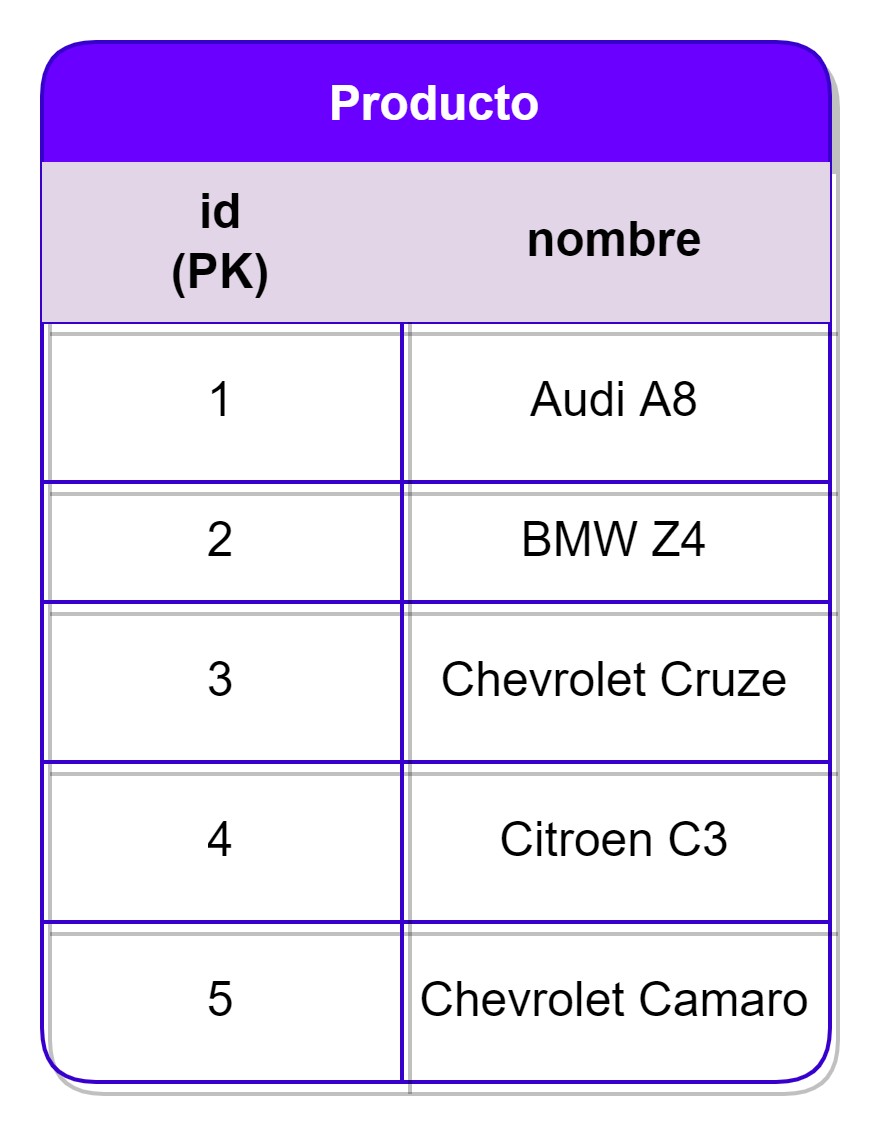 Producto
id nombre
(PK)
1 Audi A8
2 BMW Z4
3 Chevrolet Cruze
4 Citroen C3
5 Chevrolet Camaro